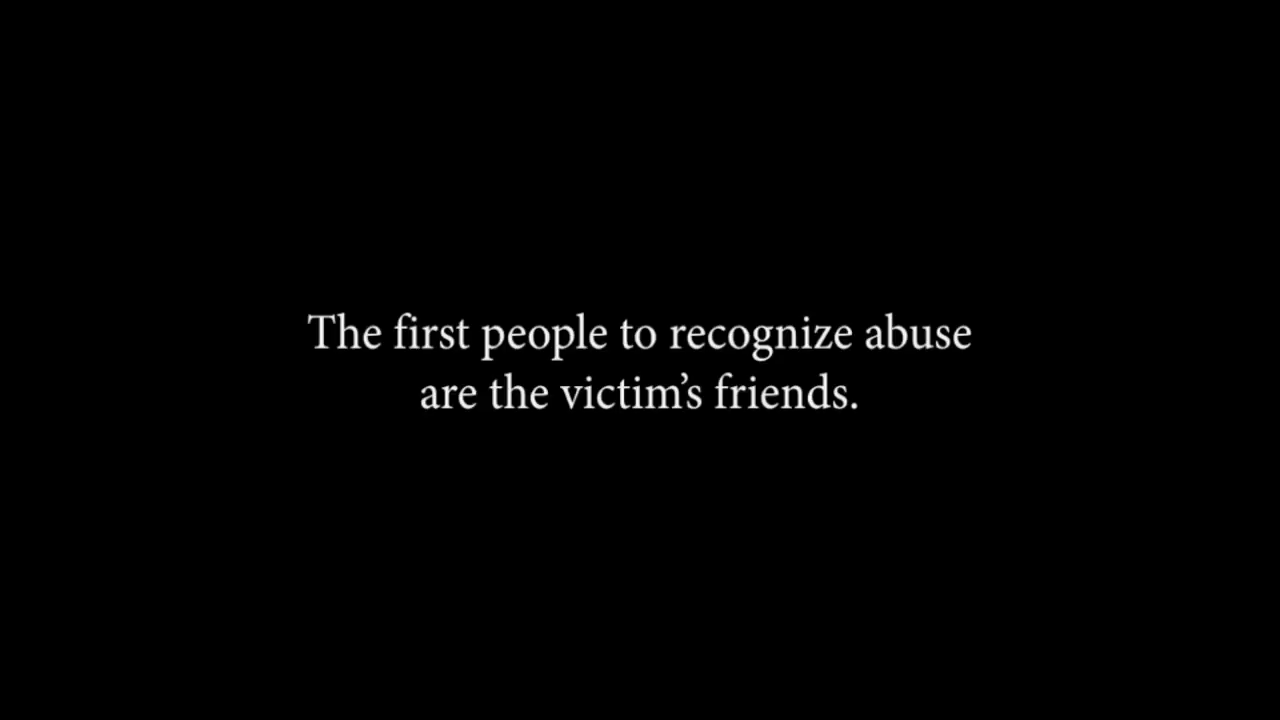 The first people to recognize abuse
are the victim’s friends.